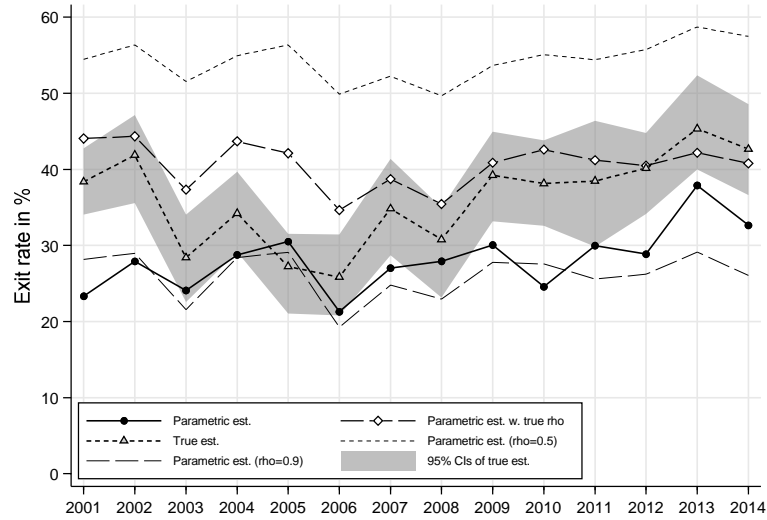 Exit rate in %
60
50
40
30
20
10
0
Parametric est.
Parametric est. w. true rho
True est.
Parametric est. (rho=0.5)
Parametric est. (rho=0.9)
95% CIs of true est.
2001 2002 2003 2004 2005 2006 2007 2008 2009 2010 2011 2012 2013 2014